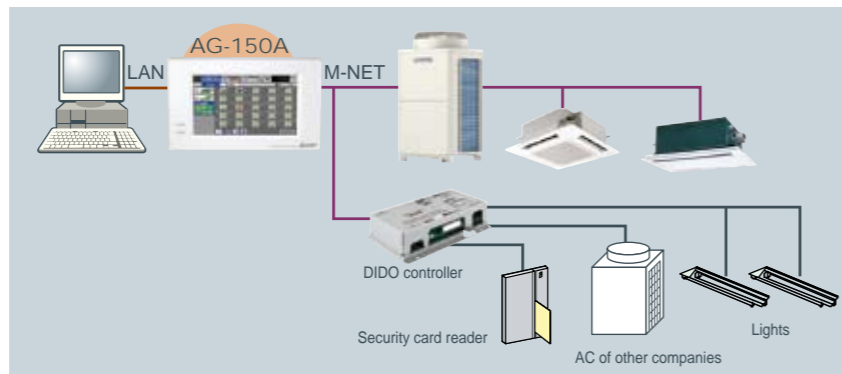 AG-150A
LAN
M-NET
DIDO controller
Security card reader
AC of other companies
Lights